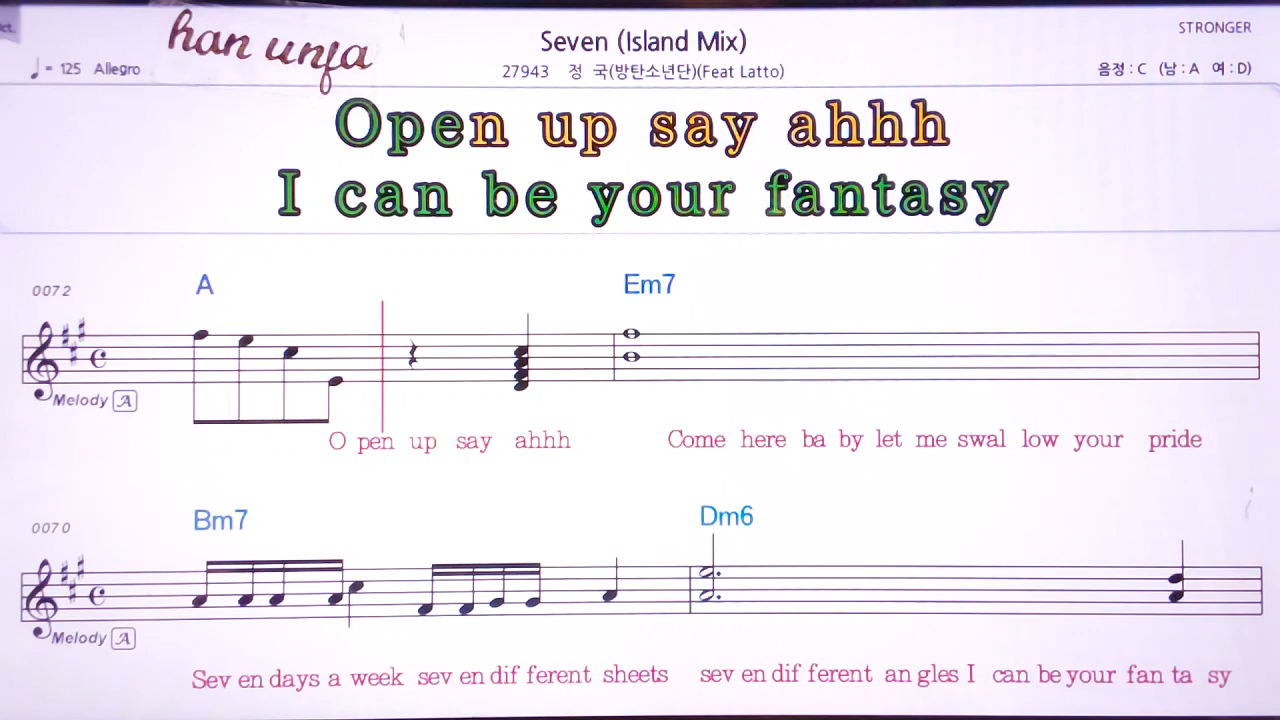 ct.
han unfa
Seven (Island Mix)
STRONGER
♩ = 125 Allegro
27943 정 국(방탄소년단)(Feat Latto)
음정 : C (남 : A 여 : D)
Open up say ahhh
I can be your fantasy
0072
A Em7
Melody A
O pen up say ahhh Come here ba by let me swal low your pride
0070
Bm7 Dm6
Melody A
Sev en days a week sev en dif ferent sheets sev en dif ferent an gles I can be your fan ta sy